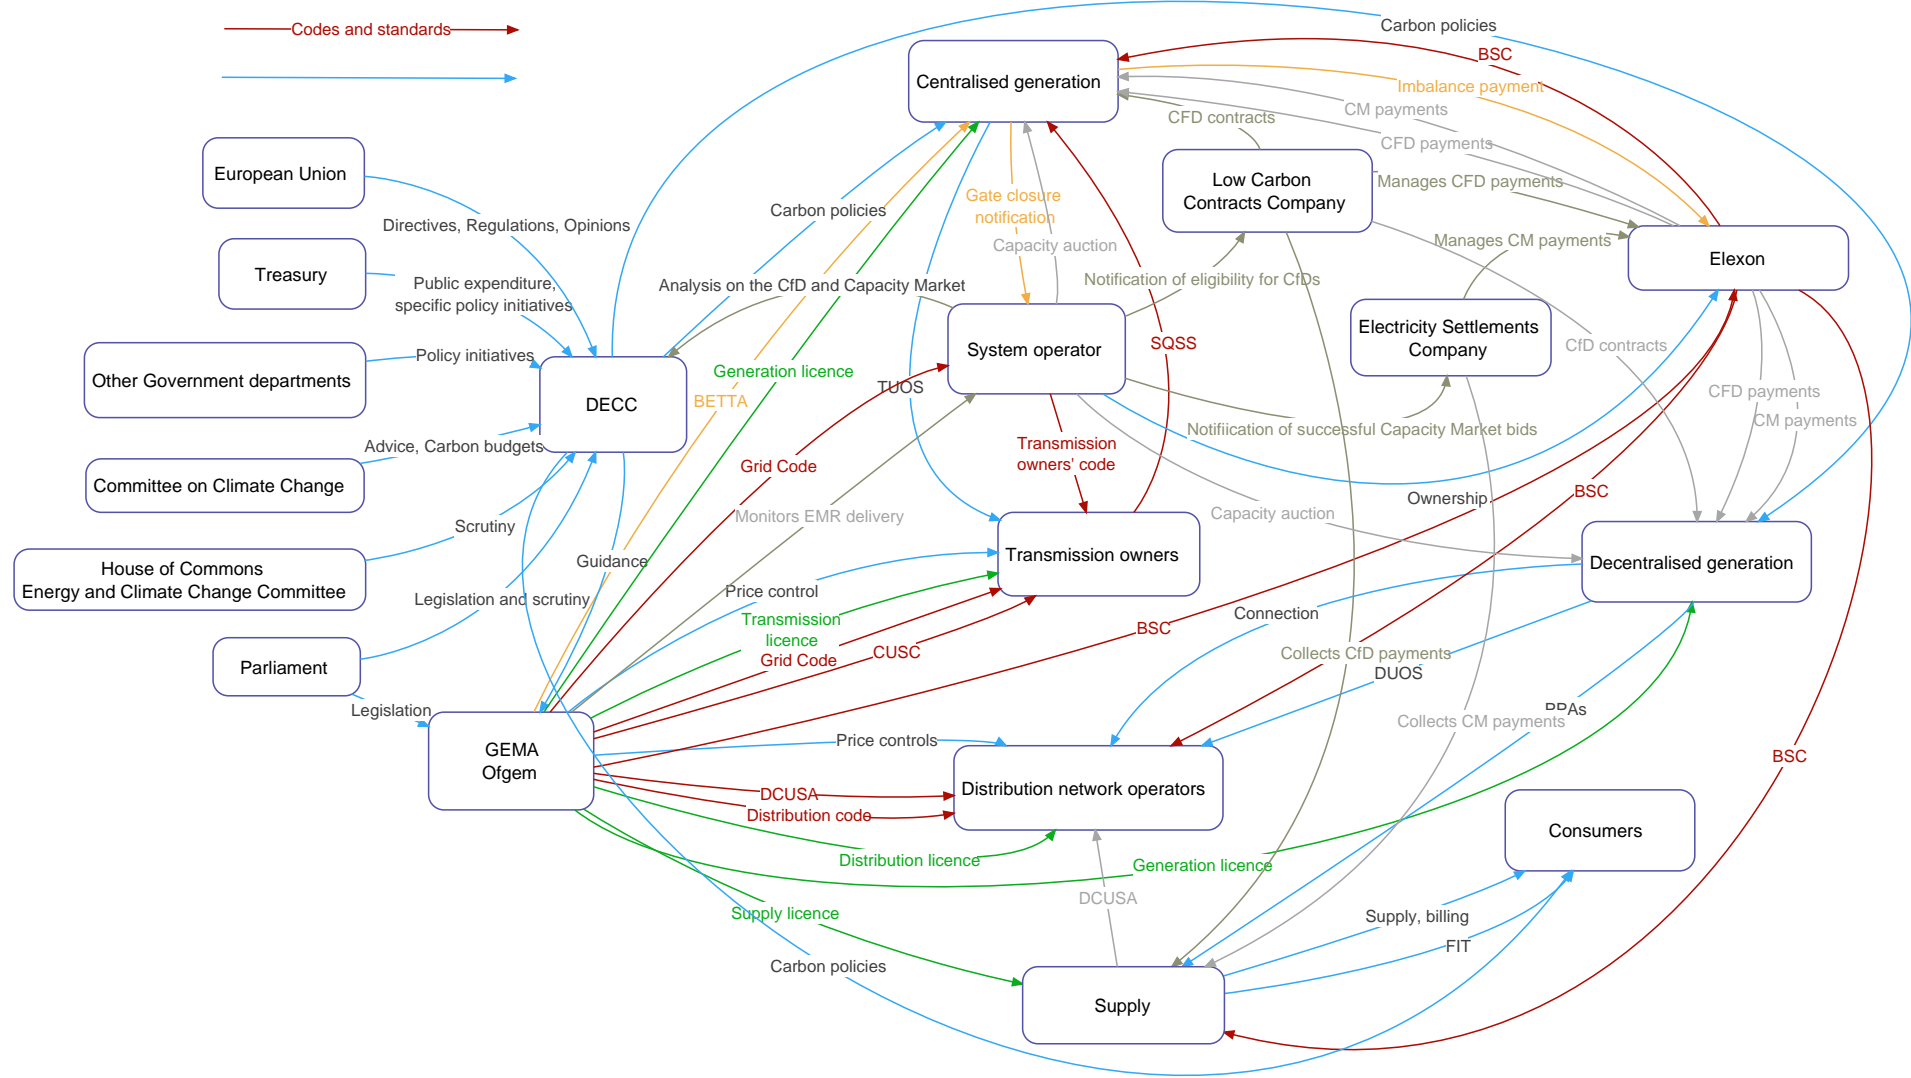 Codes and standards
Carbon policies
BSC
Centralised generation
Imbalance payment
CM payments
CFD contracts
CFD payments
European Union
Low Carbon
Contracts Company
Manages CFD payments
Gate closure
notification
Carbon policies
Directives, Regulations, Opinions
Capacity auction
Manages CM payments
Elexon
Treasury
Public expenditure,
specific policy initiatives
Analysis on the CfD and Capacity Market
Notification of eligibility for CfDs
Electricity Settlements
Company
System operator
SQSS
CfD contracts
Policy initiatives
Other Government departments
Generation licence
TUOS
BETTA
DECC
CFD payments
CM payments
Notifiication of successful Capacity Market bids
Advice, Carbon budgets
Transmission
owners' code
Grid Code
Committee on Climate Change
Ownership
BSC
Scrutiny
Monitors EMR delivery
Capacity auction
Guidance
Transmission owners
Decentralised generation
House of Commons
Energy and Climate Change Committee
Legislation and scrutiny
Price control
Transmission
licence
Connection
BSC
Grid Code
CUSC
Collects CfD payments
DUOS
Parliament
Legislation
PPAs
Collects CM payments
GEMA
Ofgem
Price controls
BSC
DCUSA
Distribution code
Distribution network operators
Consumers
Distribution licence
Generation licence
DCUSA
Supply licence
Supply, billing
FIT
Carbon policies
Supply